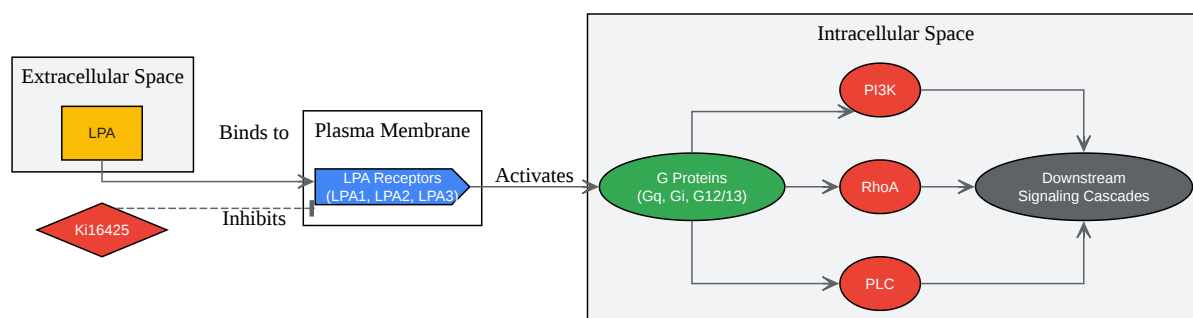 Extracellular Space
LPA
Binds to
Plasma Membrane
LPA Receptors
(LPA1, LPA2, LPA3)
Ki16425
Inhibits
Activates
Intracellular Space
G Proteins
(Gq, Gi, G12/13)
PI3K
RhoA
PLC
Downstream
Signaling Cascades